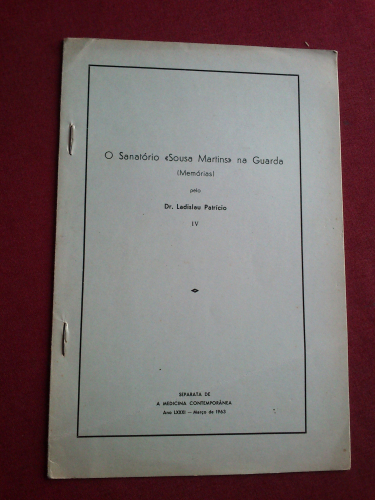 O Sanatório «Sousa Martins» na Guarda
(Memórias)
pelo
Dr. Ladislau Patrício
IV
SEPARATA DE
A MEDICINA CONTEMPORÂNEA
Ano LXXXI — Março de 1963